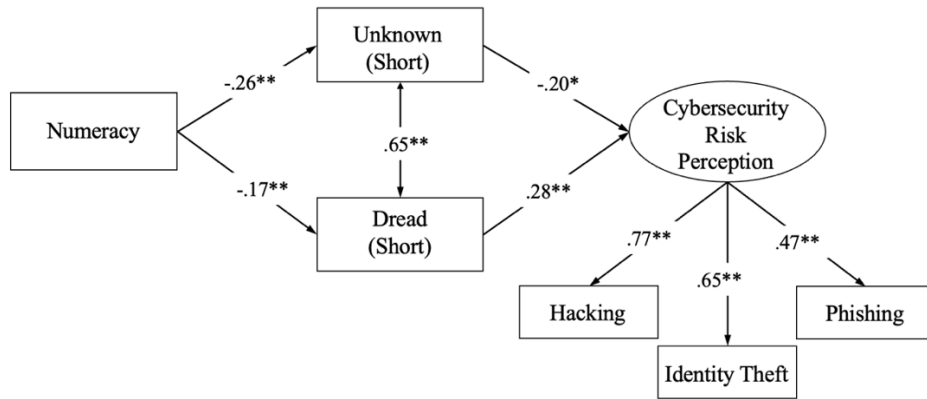 Unknown
(Short)
-.26**
-.20*
Numeracy
.65**
Cybersecurity
Risk
Perception
-.17**
.28**
Dread
(Short)
.77**
.65**
.47**
Hacking
Phishing
Identity Theft